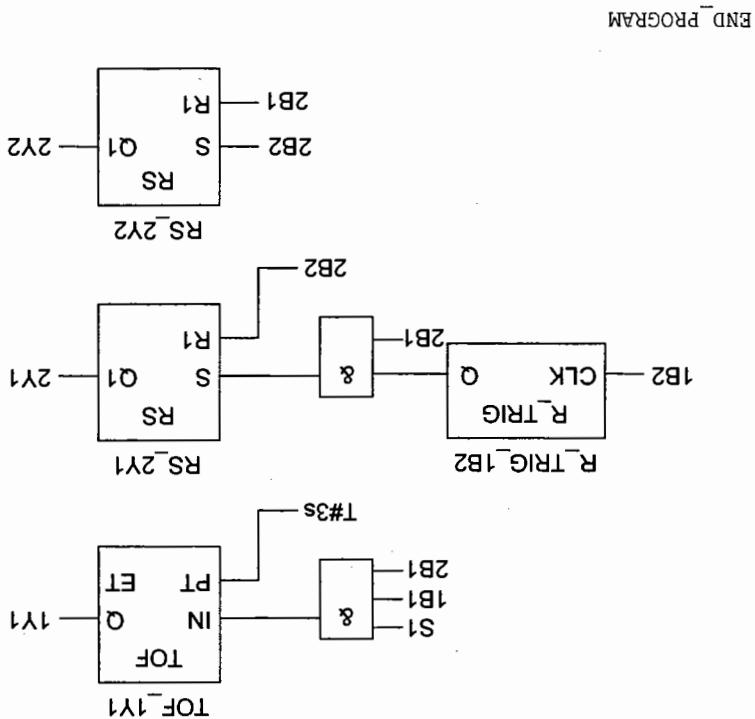 TOF_1Y1
TOF
S1 & IN Q 1Y1
1B1
2B1 PT ET
T#3s
R_TRIG_1B2 RS_2Y1
R_TRIG RS
1B2 CLK Q & S Q1 2Y1
2B1 R1
2B2
RS_2Y2
RS
2B2 S Q1 2Y2
2B1 R1
END_PROGRAM